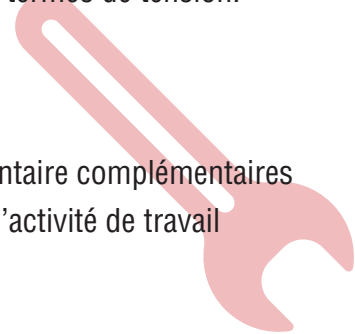 termes de tension.
ntaire complémentaires
'activité de travail